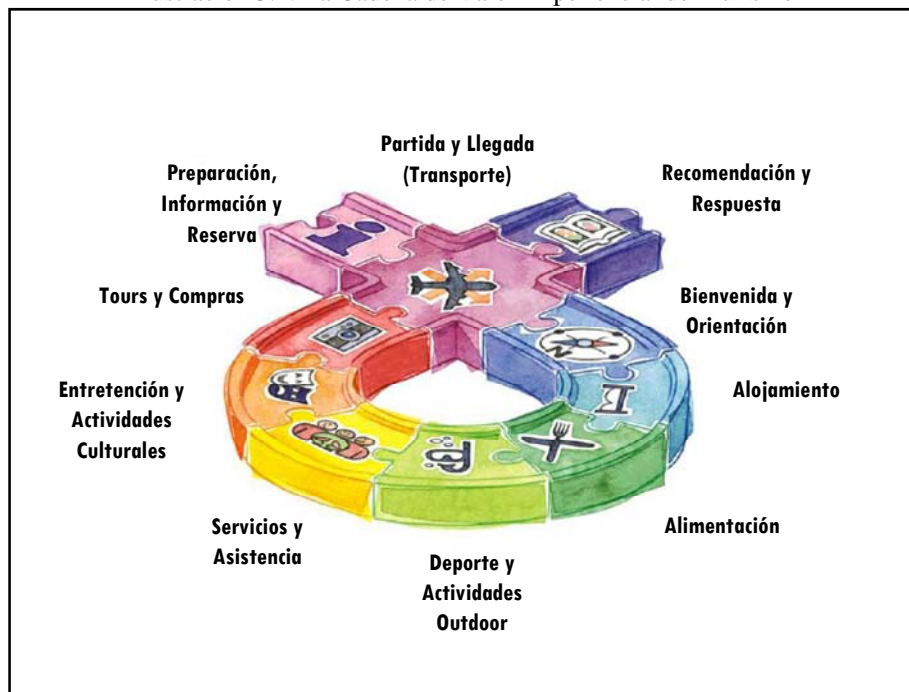 Partida y Llegada
(Transporte)
Preparación,
Información y
Reserva
Recomendación y
Respuesta
Tours y Compras
Bienvenida y
Orientación
Entretención y
Actividades
Culturales
Alojamiento
Servicios y
Asistencia
Alimentación
Deporte y
Actividades
Outdoor